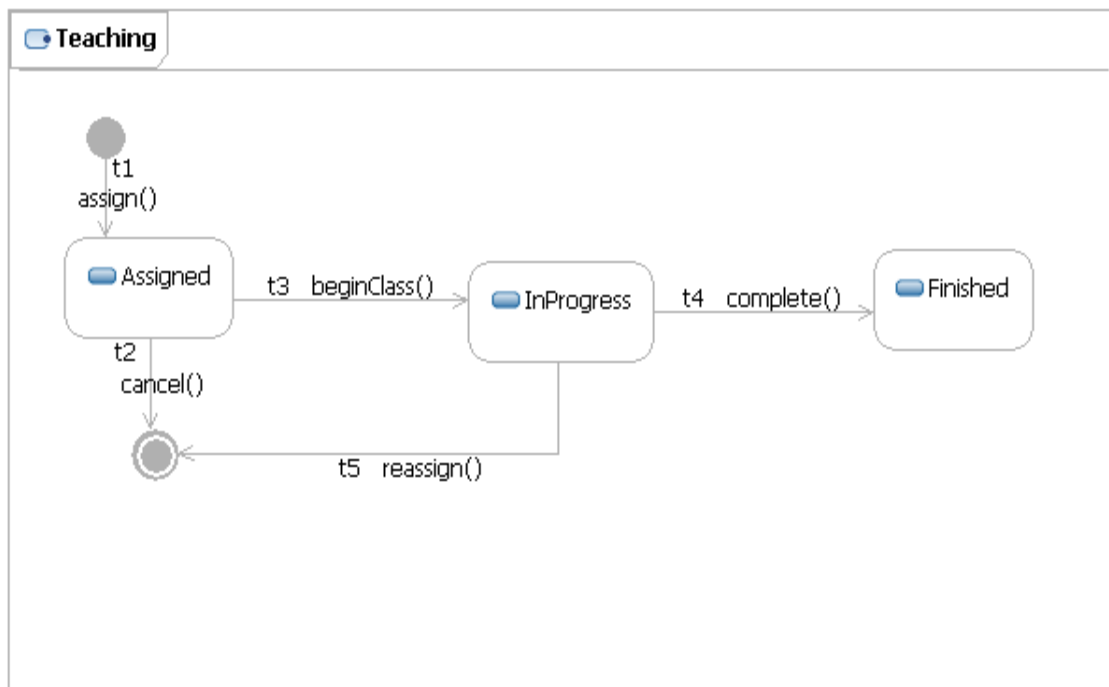 Teaching
t1
assign()
Assigned
t3 beginClass()
InProgress
t4 complete()
Finished
t2
cancel()
t5 reassign()